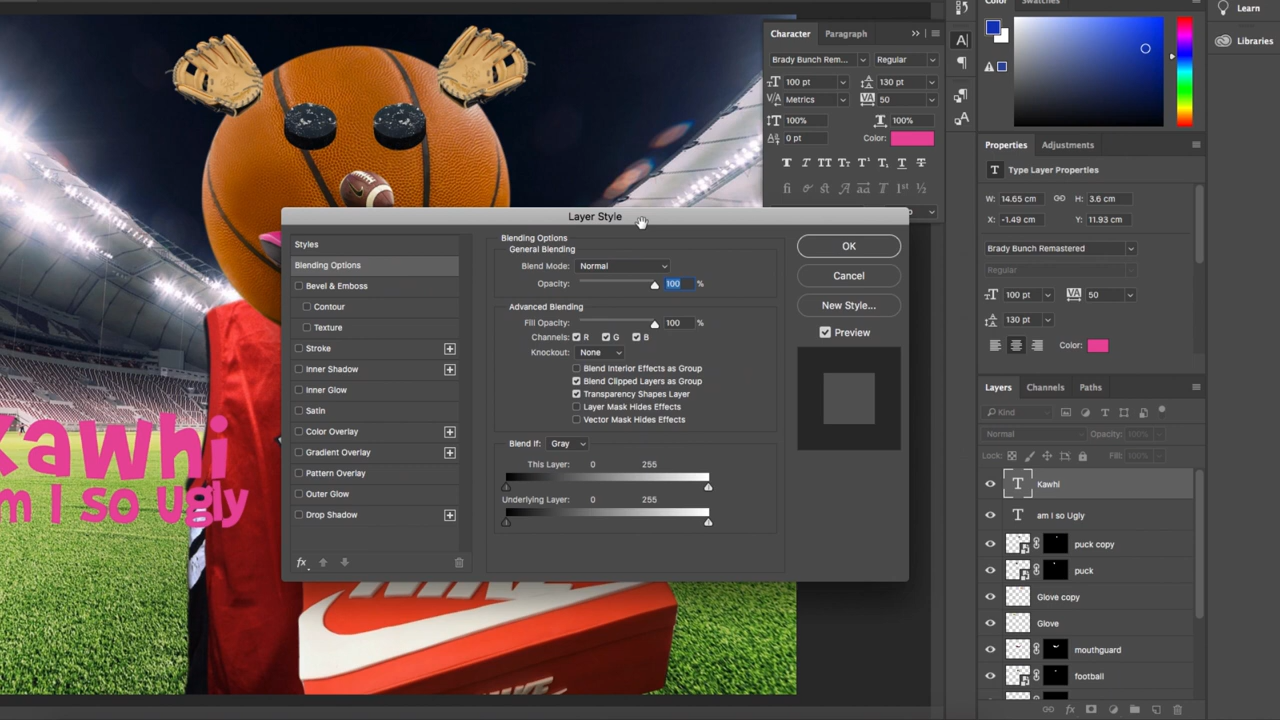 Color
Swatches
Learn
Libraries
Character
Paragraph
Brady Bunch Rem...
Regular
100 pt
130 pt
Metrics
50
100%
100%
0 pt
Color:
Properties
Adjustments
Type Layer Properties
W: 14.65 cm
H: 3.6 cm
X: -1.49 cm
Y: 11.93 cm
Brady Bunch Remastered
Regular
100 pt
50
130 pt
Color:
Layers
Channels
Paths
Kind
Normal
Opacity: 100%
Lock:
Fill: 100%
Kawhi
am I so Ugly
puck copy
puck
Glove copy
Glove
mouthguard
football
Layer Style
Styles
Blending Options
Bevel & Emboss
Contour
Texture
Stroke
Inner Shadow
Inner Glow
Satin
Color Overlay
Gradient Overlay
Pattern Overlay
Outer Glow
Drop Shadow
fx
Blending Options
General Blending
Blend Mode: Normal
Opacity: 100 %
Advanced Blending
Fill Opacity: 100 %
Channels: R G B
Knockout: None
Blend Interior Effects as Group
Blend Clipped Layers as Group
Transparency Shapes Layer
Layer Mask Hides Effects
Vector Mask Hides Effects
Blend If: Gray
This Layer: 0 255
Underlying Layer: 0 255
OK
Cancel
New Style...
Preview
Kawhi
m I so Ugly